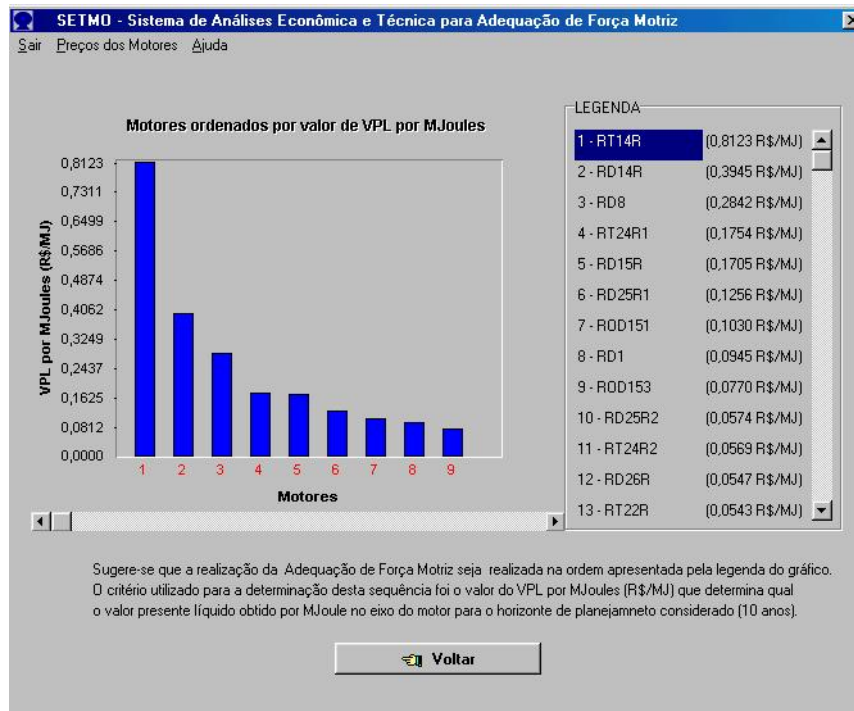 SETMO - Sistema de Análises Econômica e Técnica para Adequação de Força Motriz
Sair Preços dos Motores Ajuda
Motores ordenados por valor de VPL por MJoules
VPL por MJoules (R$/MJ)
0,8123
0,7311
0,6499
0,5686
0,4874
0,4062
0,3249
0,2437
0,1625
0,0812
0,0000
1 2 3 4 5 6 7 8 9
Motores
LEGENDA
1 - RT14R (0,8123 R$/MJ)
2 - RD14R (0,3945 R$/MJ)
3 - RD8 (0,2842 R$/MJ)
4 - RT24R1 (0,1754 R$/MJ)
5 - RD15R (0,1705 R$/MJ)
6 - RD25R1 (0,1256 R$/MJ)
7 - ROD151 (0,1030 R$/MJ)
8 - RD1 (0,0945 R$/MJ)
9 - ROD153 (0,0770 R$/MJ)
10 - RD25R2 (0,0574 R$/MJ)
11 - RT24R2 (0,0569 R$/MJ)
12 - RD26R (0,0547 R$/MJ)
13 - RT22R (0,0543 R$/MJ)
Sugere-se que a realização da Adequação de Força Motriz seja realizada na ordem apresentada pela legenda do gráfico.
O critério utilizado para a determinação desta sequência foi o valor do VPL por MJoules (R$/MJ) que determina qual
o valor presente líquido obtido por MJoule no eixo do motor para o horizonte de planejamneto considerado (10 anos).
Voltar